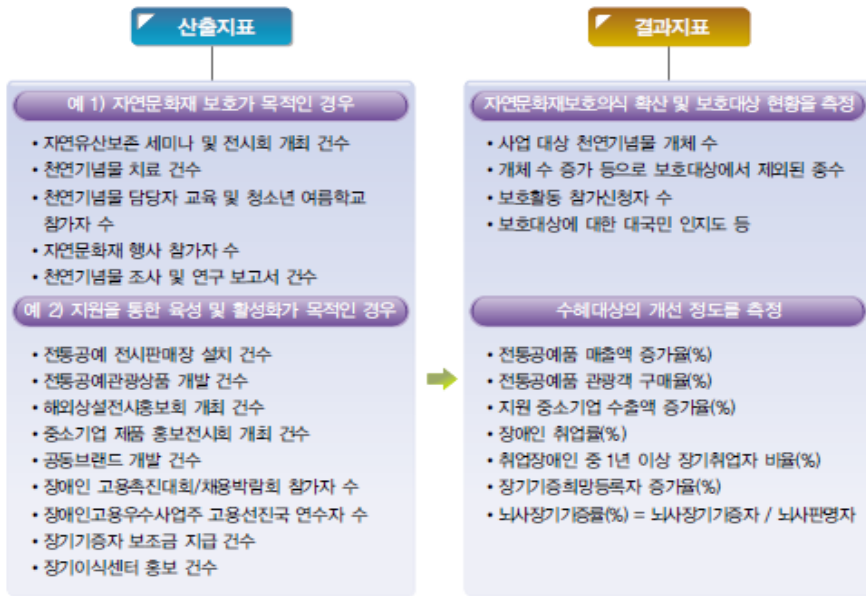 산출지표
예 1) 자연문화재 보호가 목적인 경우
• 자연유산보존 세미나 및 전시회 개최 건수
• 천연기념물 치료 건수
• 천연기념물 담당자 교육 및 청소년 여름학교
참가자 수
• 자연문화재 행사 참가자 수
• 천연기념물 조사 및 연구 보고서 건수
예 2) 지원을 통한 육성 및 활성화가 목적인 경우
• 전통공예 전시판매장 설치 건수
• 전통공예관광상품 개발 건수
• 해외상설전시홍보회 개최 건수
• 중소기업 제품 홍보전시회 개최 건수
• 공동브랜드 개발 건수
• 장애인 고용촉진대회/채용박람회 참가자 수
• 장애인고용우수사업주 고용선진국 연수자 수
• 장기기증자 보조금 지급 건수
• 장기이식센터 홍보 건수
결과지표
자연문화재보호의식 확산 및 보호대상 현황을 측정
• 사업 대상 천연기념물 개체 수
• 개체 수 증가 등으로 보호대상에서 제외된 종수
• 보호활동 참가신청자 수
• 보호대상에 대한 대국민 인지도 등
수혜대상의 개선 정도를 측정
• 전통공예품 매출액 증가율(%)
• 전통공예품 관광객 구매율(%)
• 지원 중소기업 수출액 증가율(%)
• 장애인 취업률(%)
• 취업장애인 중 1년 이상 장기취업자 비율(%)
• 장기기증희망등록자 증가율(%)
• 뇌사장기기증률(%) = 뇌사장기기증자 / 뇌사판명자